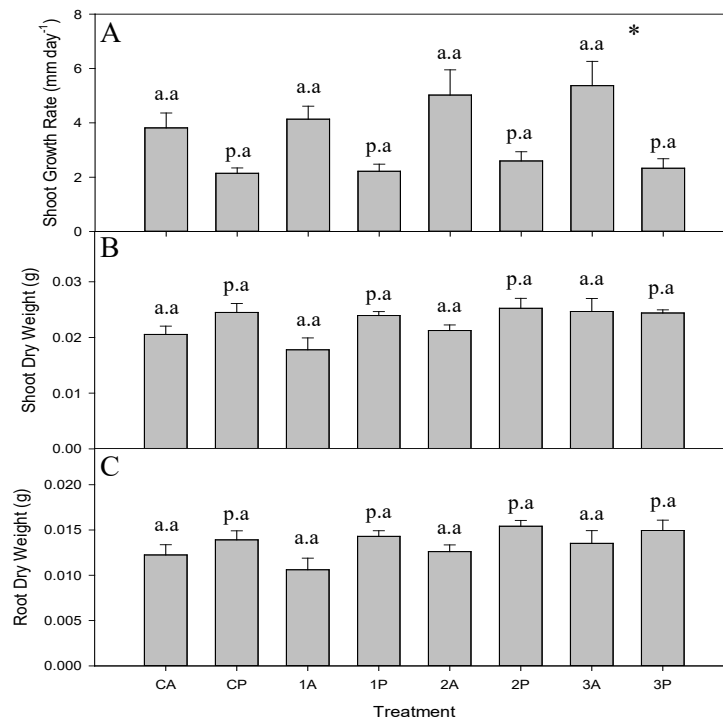 A
*
Shoot Growth Rate (mm day⁻¹)
8
6
4
2
0
a.a
p.a
a.a
p.a
a.a
p.a
a.a
p.a
B
Shoot Dry Weight (g)
0.03
0.02
0.01
0.00
a.a
p.a
a.a
p.a
a.a
p.a
a.a
p.a
C
Root Dry Weight (g)
0.020
0.015
0.010
0.005
0.000
a.a
p.a
a.a
p.a
a.a
p.a
a.a
p.a
CA CP 1A 1P 2A 2P 3A 3P
Treatment